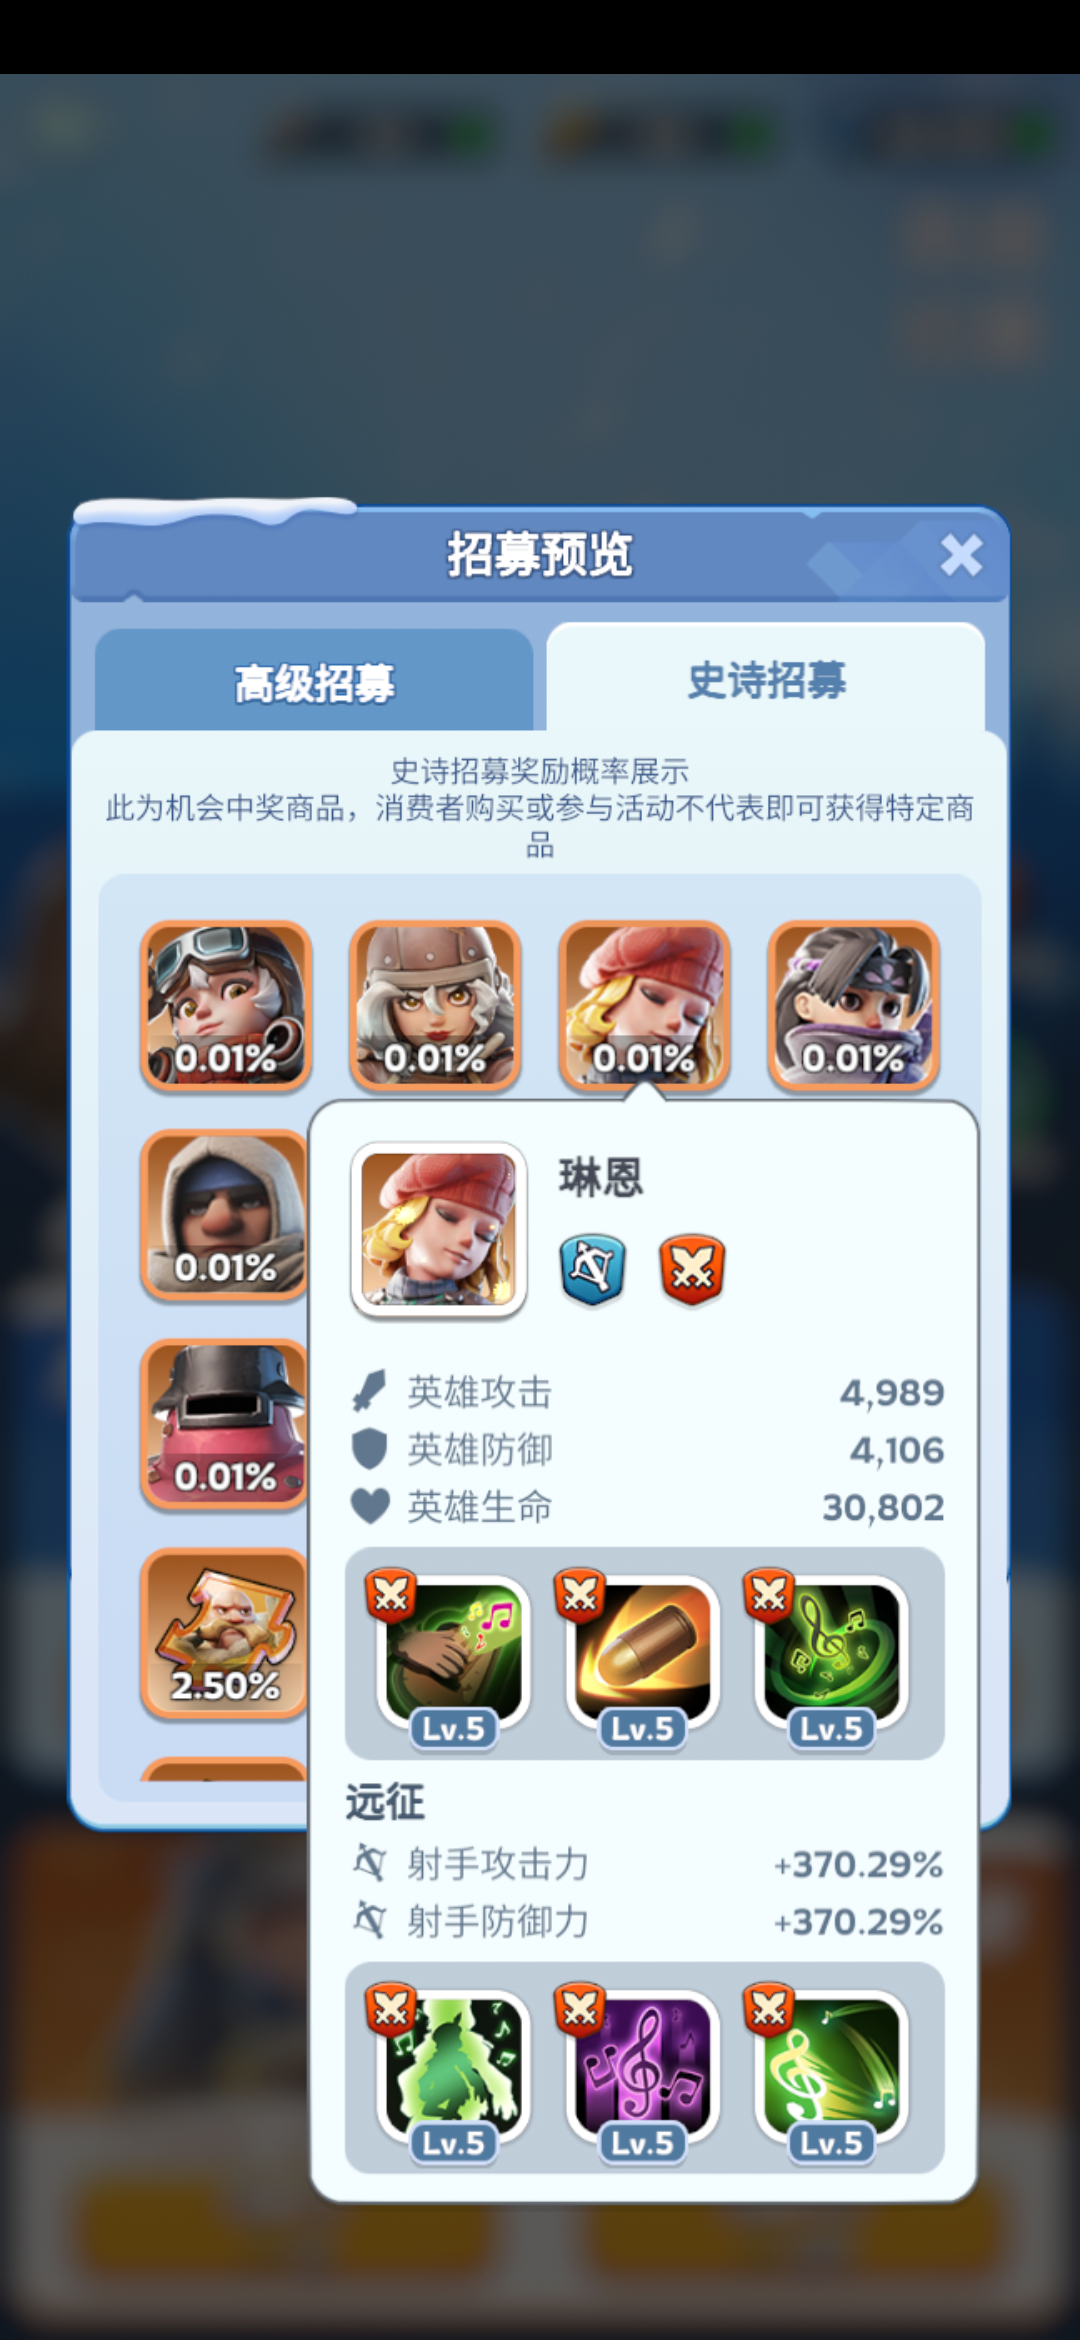 招募预览
高级招募
史诗招募
史诗招募奖励概率展示
此为机会中奖商品，消费者购买或参与活动不代表即可获得特定商
品
0.01% 0.01% 0.01% 0.01%
0.01%
0.01%
2.50%
琳恩
英雄攻击 4,989
英雄防御 4,106
英雄生命 30,802
Lv.5 Lv.5 Lv.5
远征
射手攻击力 +370.29%
射手防御力 +370.29%
Lv.5 Lv.5 Lv.5